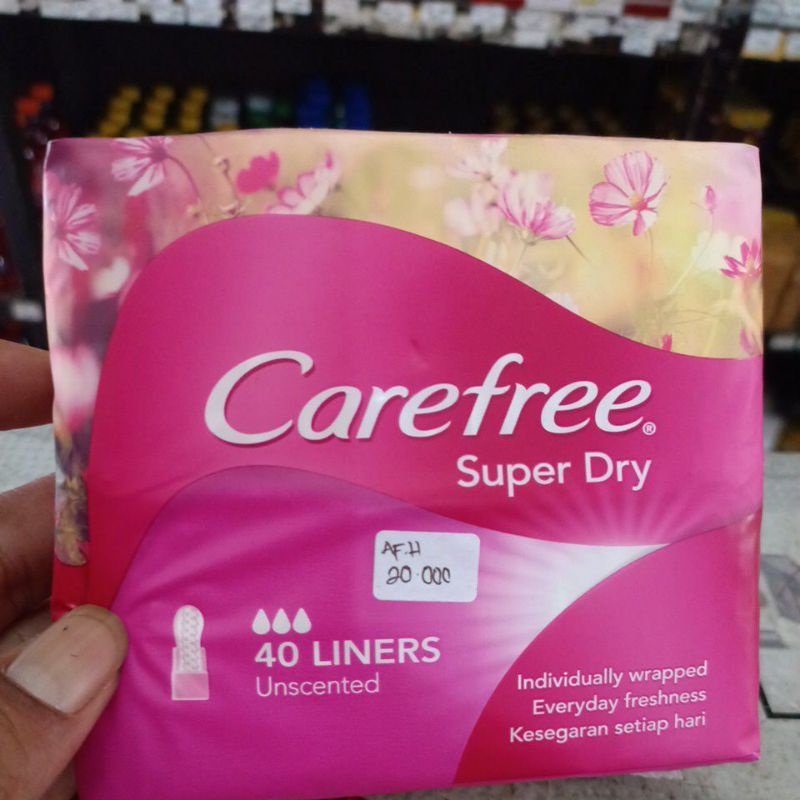 Carefree®
Super Dry
AF.H
20.000
40 LINERS
Unscented
Individually wrapped
Everyday freshness
Kesegaran setiap hari